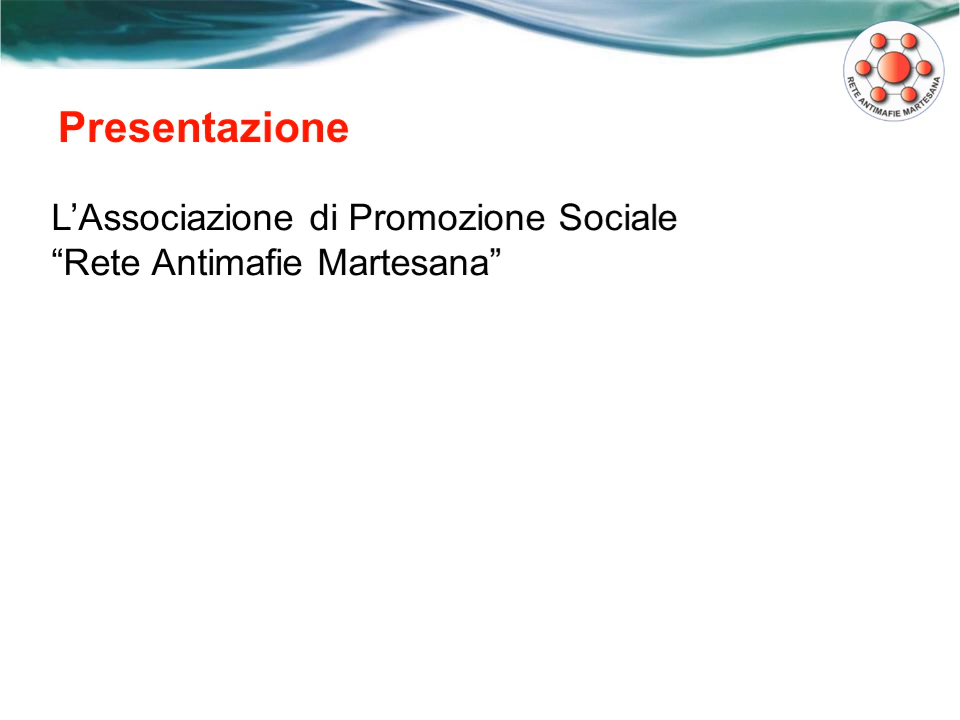 RETE ANTIMAFIE MARTESANA
Presentazione
L’Associazione di Promozione Sociale
“Rete Antimafie Martesana”